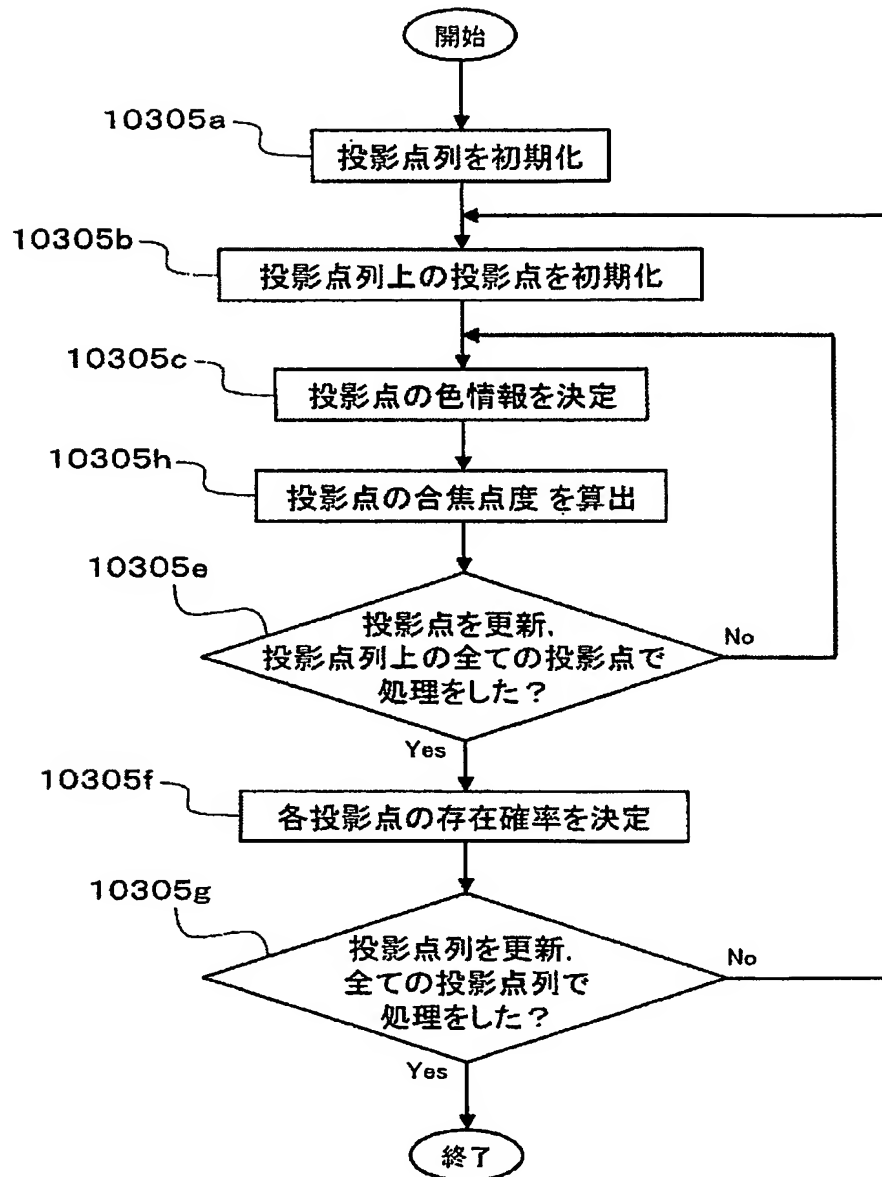 開始
10305a
投影点列を初期化
10305b
投影点列上の投影点を初期化
10305c
投影点の色情報を決定
10305h
投影点の合焦点度 を算出
10305e
投影点を更新.
投影点列上の全ての投影点で
処理をした?
No
Yes
10305f
各投影点の存在確率を決定
10305g
投影点列を更新.
全ての投影点列で
処理をした?
No
Yes
終了